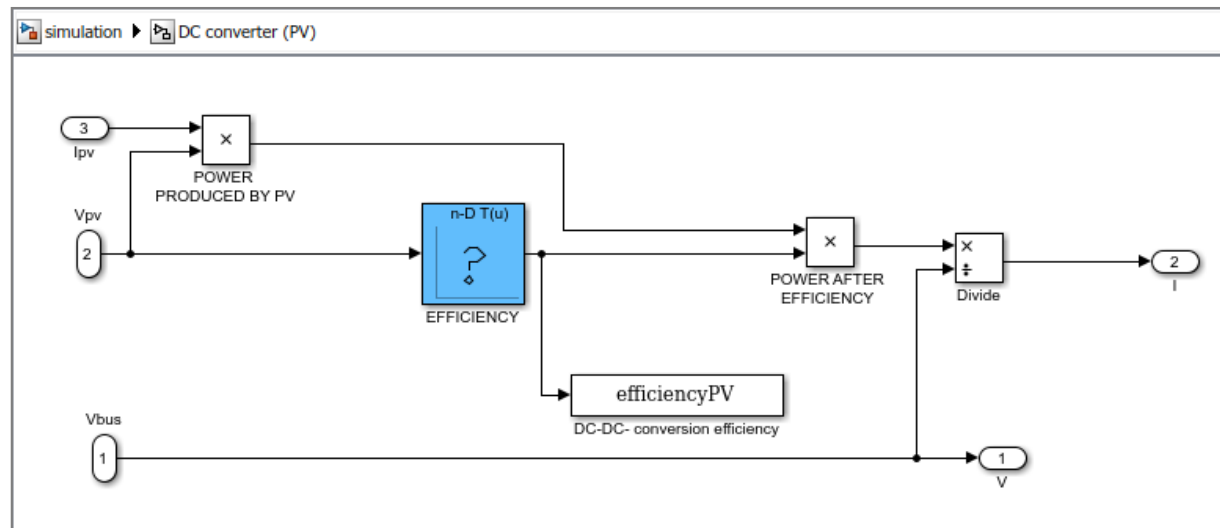 simulation ▶ DC converter (PV)
3
Ipv
×
POWER
PRODUCED BY PV
Vpv
2
n-D T(u)
?
EFFICIENCY
×
POWER AFTER
EFFICIENCY
×
÷
Divide
2
I
efficiencyPV
DC-DC- conversion efficiency
Vbus
1
1
V